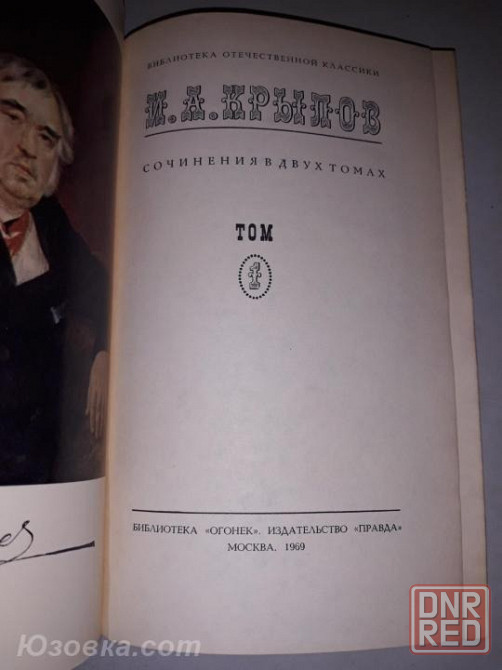 БИБЛИОТЕКА ОТЕЧЕСТВЕННОЙ КЛАССИКИ
И.А.КРЫЛОВ
СОЧИНЕНИЯ В ДВУХ ТОМАХ
ТОМ
1
БИБЛИОТЕКА «ОГОНЕК». ИЗДАТЕЛЬСТВО «ПРАВДА»
МОСКВА. 1969
Юзовка.com
DNR
RED